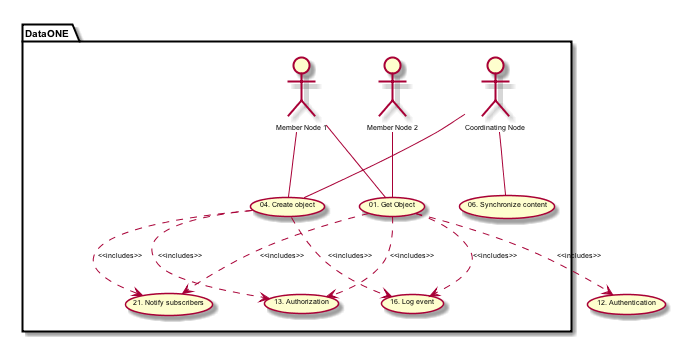 DataONE
Member Node 1
Member Node 2
Coordinating Node
04. Create object
01. Get Object
06. Synchronize content
<<includes>>
<<includes>>
<<includes>>
<<includes>>
<<includes>>
<<includes>>
<<includes>>
21. Notify subscribers
13. Authorization
16. Log event
12. Authentication